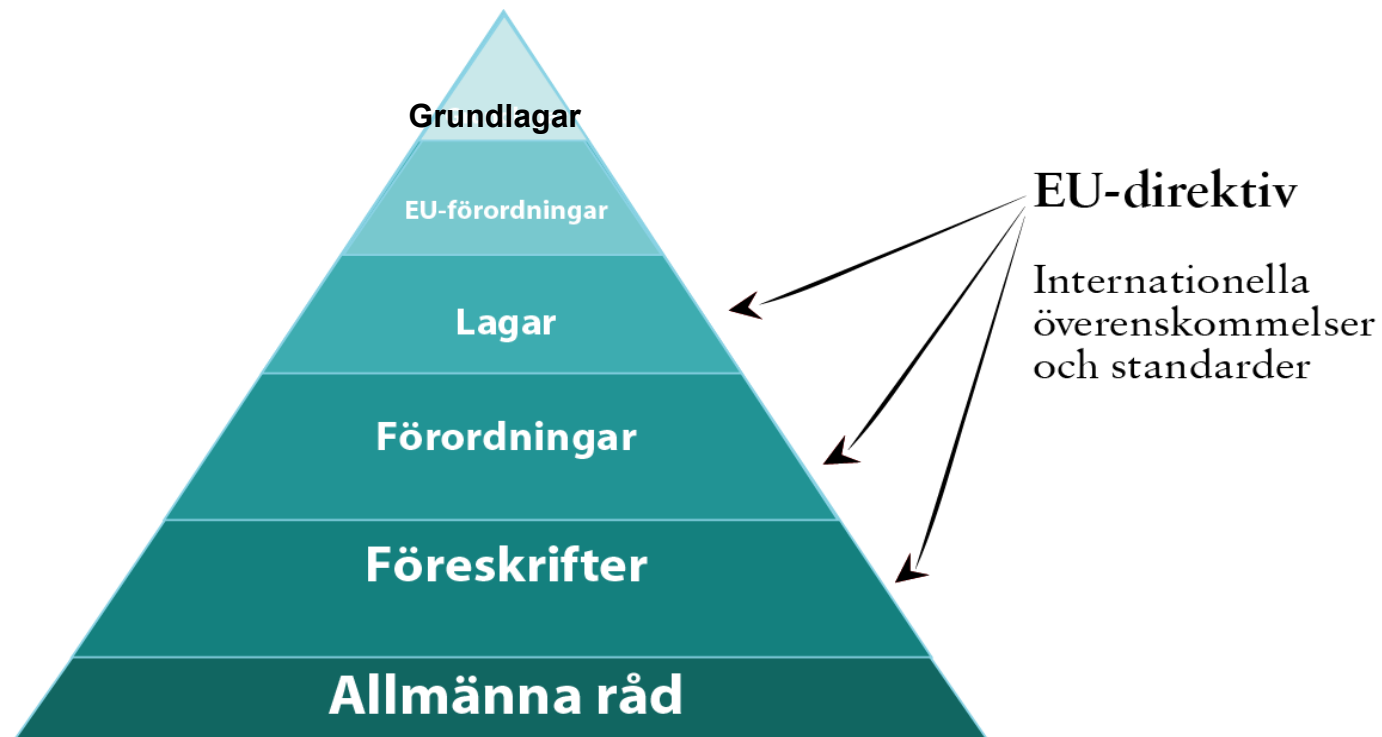 Grundlagar
EU-förordningar
Lagar
Förordningar
Föreskrifter
Allmänna råd
EU-direktiv
Internationella
överenskommelser
och standarder